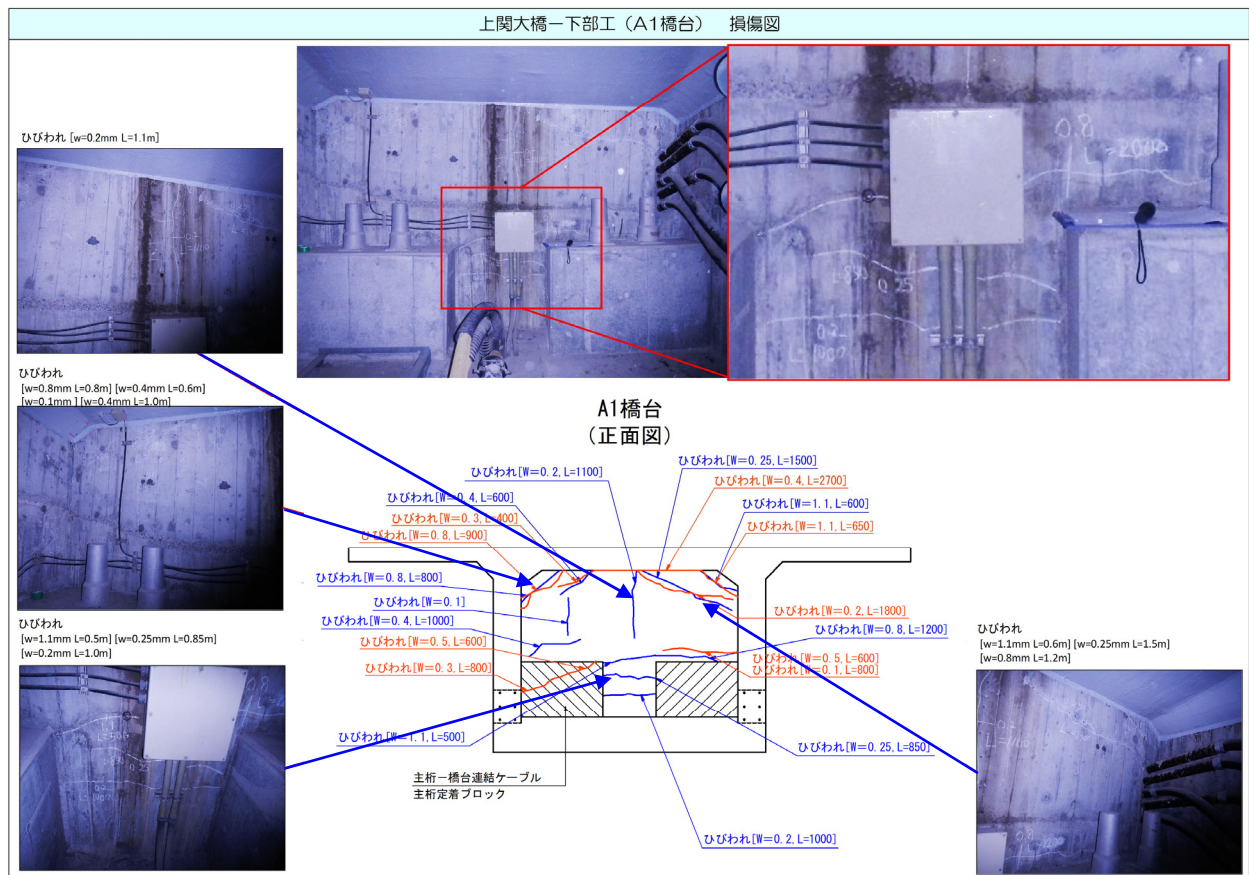 上関大橋ー下部工（A1橋台）　損傷図
ひびわれ [w=0.2mm L=1.1m]
0.8
L=2000
0.25
0.2
L=1000
ひびわれ
[w=0.8mm L=0.8m] [w=0.4mm L=0.6m]
[w=0.1mm ] [w=0.4mm L=1.0m]
A1橋台
（正面図）
ひびわれ[W＝0.2, L=1100]
ひびわれ[W＝0.25, L=1500]
ひびわれ[W＝0.4, L=2700]
ひびわれ[W＝0.4, L=600]
ひびわれ[W＝1.1, L=600]
ひびわれ[W＝0.3, L=400]
ひびわれ[W＝1.1, L=650]
ひびわれ[W＝0.8, L=900]
ひびわれ[W＝0.8, L=800]
ひびわれ[W＝0.1]
ひびわれ[W＝0.2, L=1800]
ひびわれ[W＝0.4, L=1000]
ひびわれ[W＝0.8, L=1200]
ひびわれ[W＝0.5, L=600]
ひびわれ[W＝0.5, L=600]
ひびわれ[W＝0.3, L=800]
ひびわれ[W＝0.1, L=800]
ひびわれ[W＝1.1, L=500]
ひびわれ[W＝0.25, L=850]
主桁ー橋台連結ケーブル
主桁定着ブロック
ひびわれ[W＝0.2, L=1000]
ひびわれ
[w=1.1mm L=0.5m] [w=0.25mm L=0.85m]
[w=0.2mm L=1.0m]
ひびわれ
[w=1.1mm L=0.6m] [w=0.25mm L=1.5m]
[w=0.8mm L=1.2m]